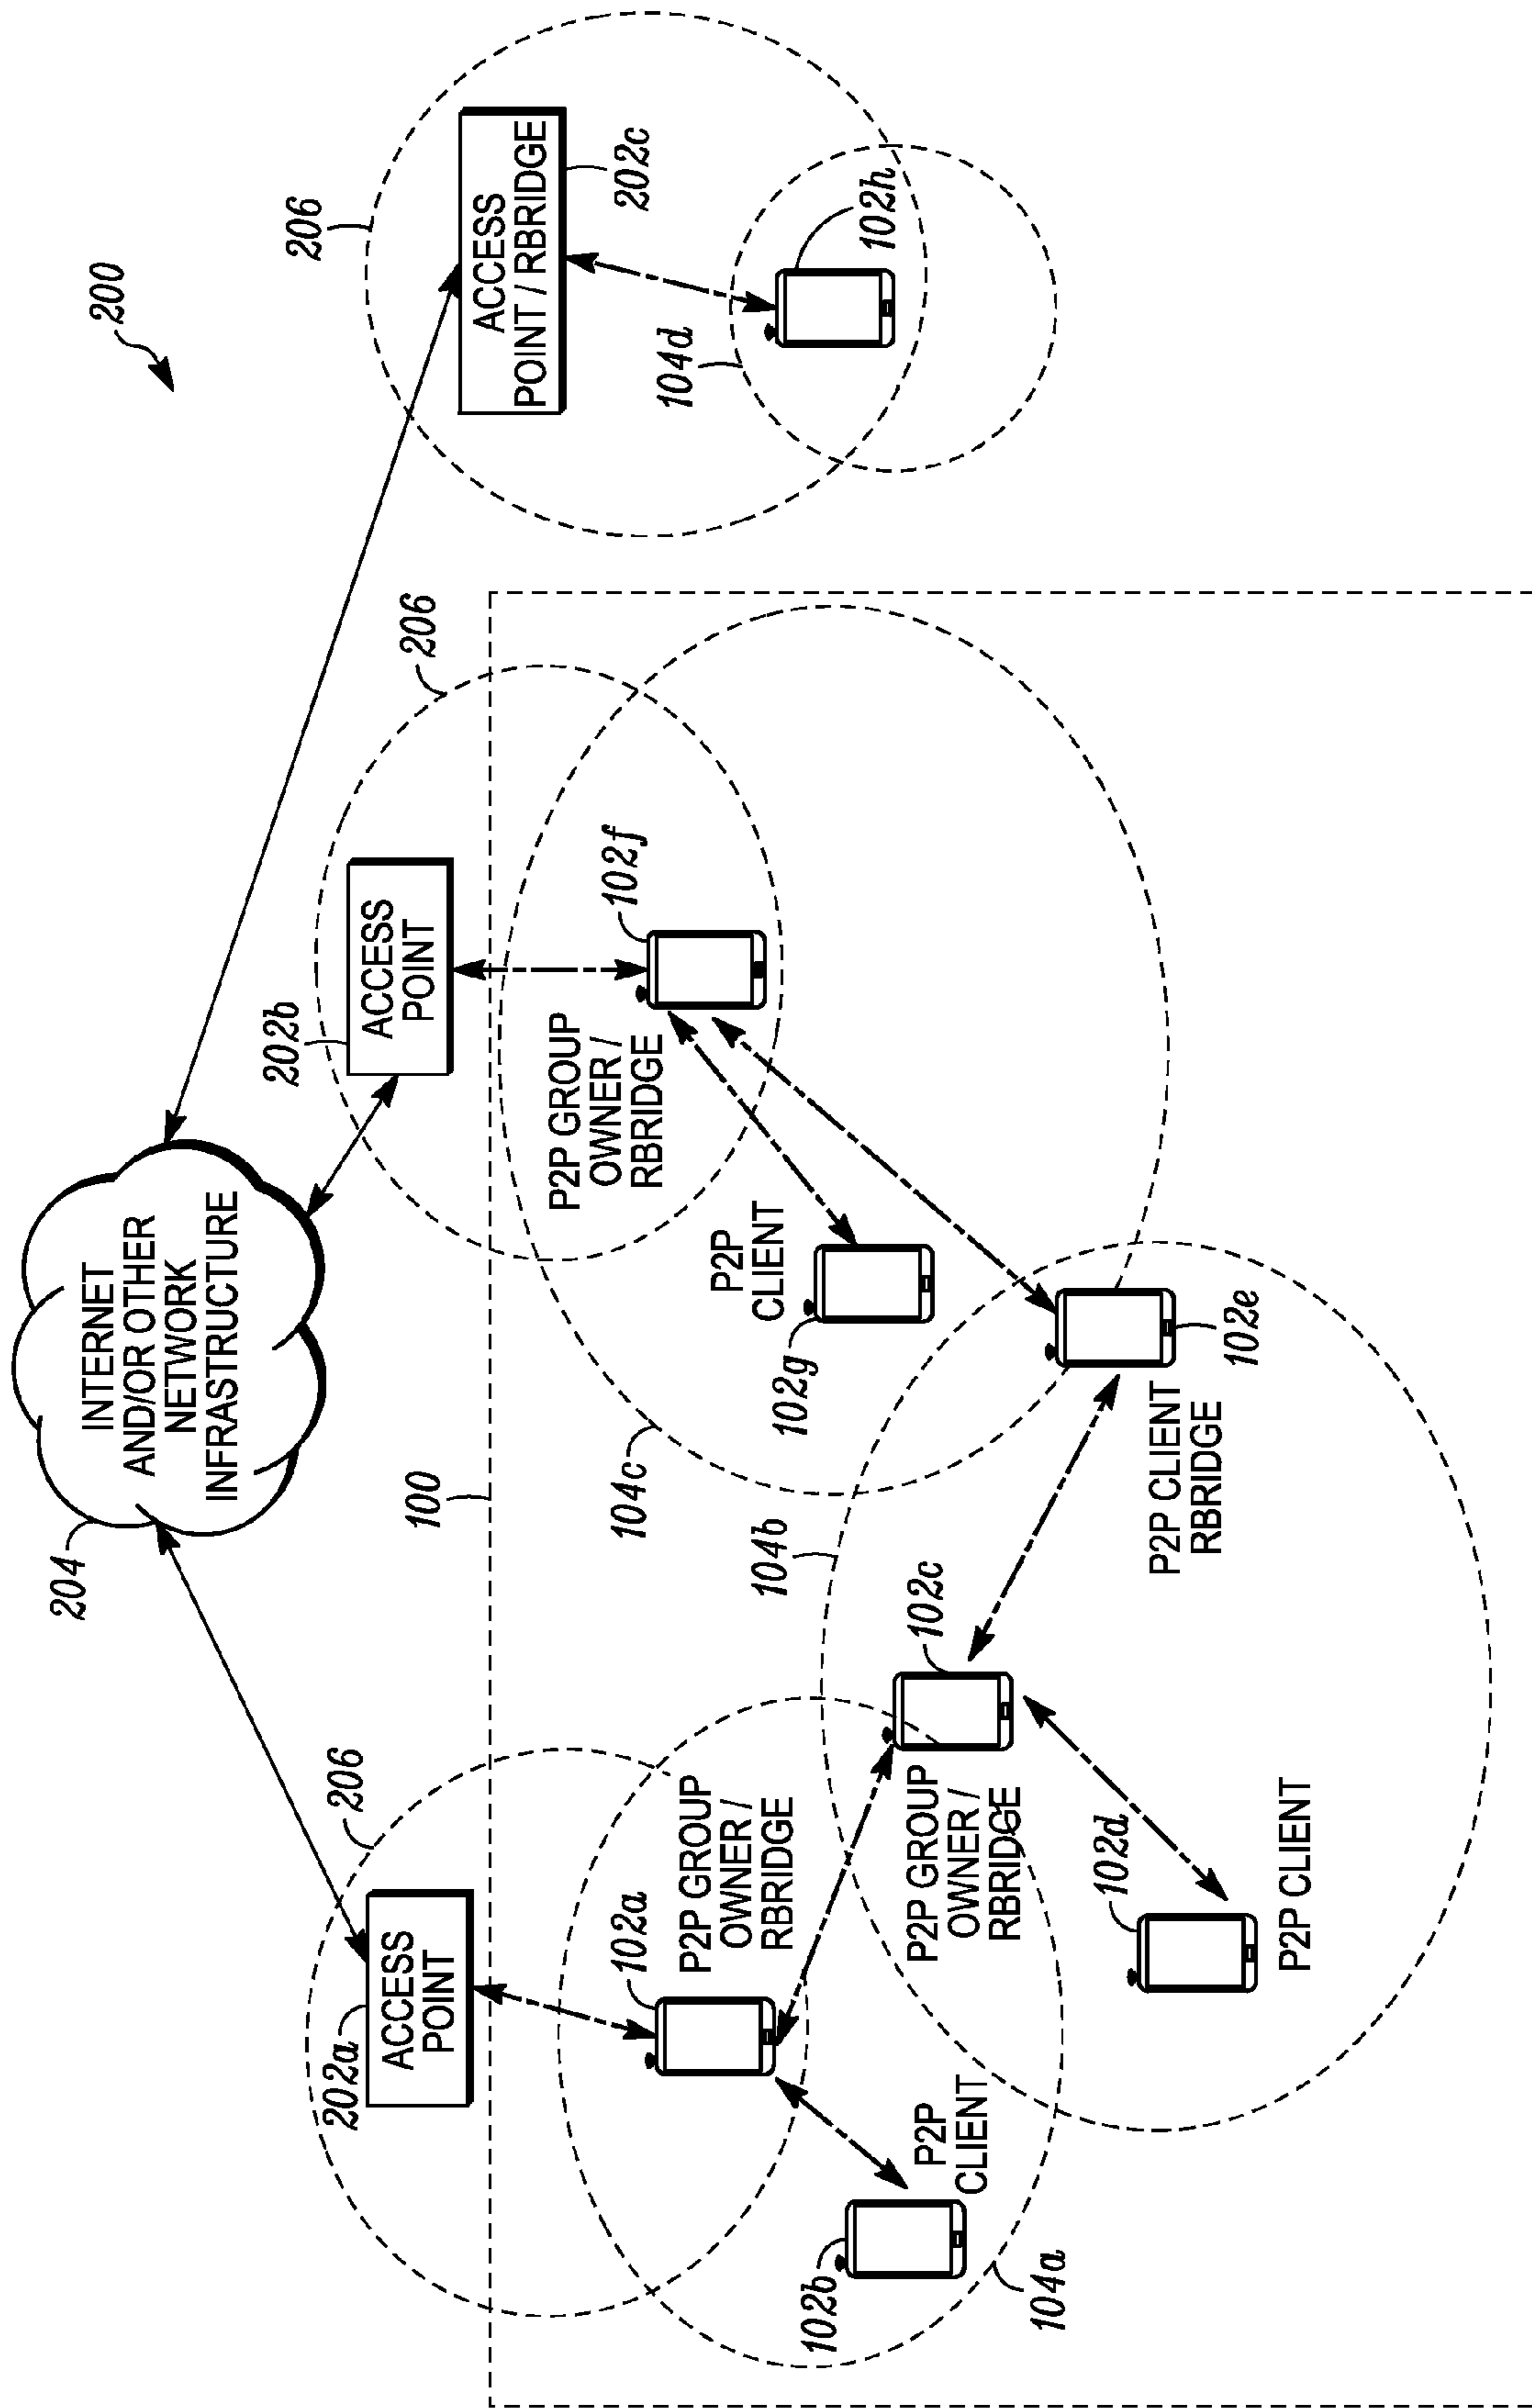 200
204
INTERNET
AND/OR OTHER
NETWORK
INFRASTRUCTURE
206
ACCESS
POINT / RBRIDGE
202c
104d
102h
206
202b
ACCESS
POINT
102f
P2P GROUP
OWNER /
RBRIDGE
P2P
CLIENT
102g
100
104c
206
202a
ACCESS
POINT
102a
P2P GROUP
OWNER /
RBRIDGE
104b
102c
P2P GROUP
OWNER /
RBRIDGE
P2P CLIENT
RBRIDGE
102e
P2P
CLIENT
102b
104a
102d
P2P CLIENT